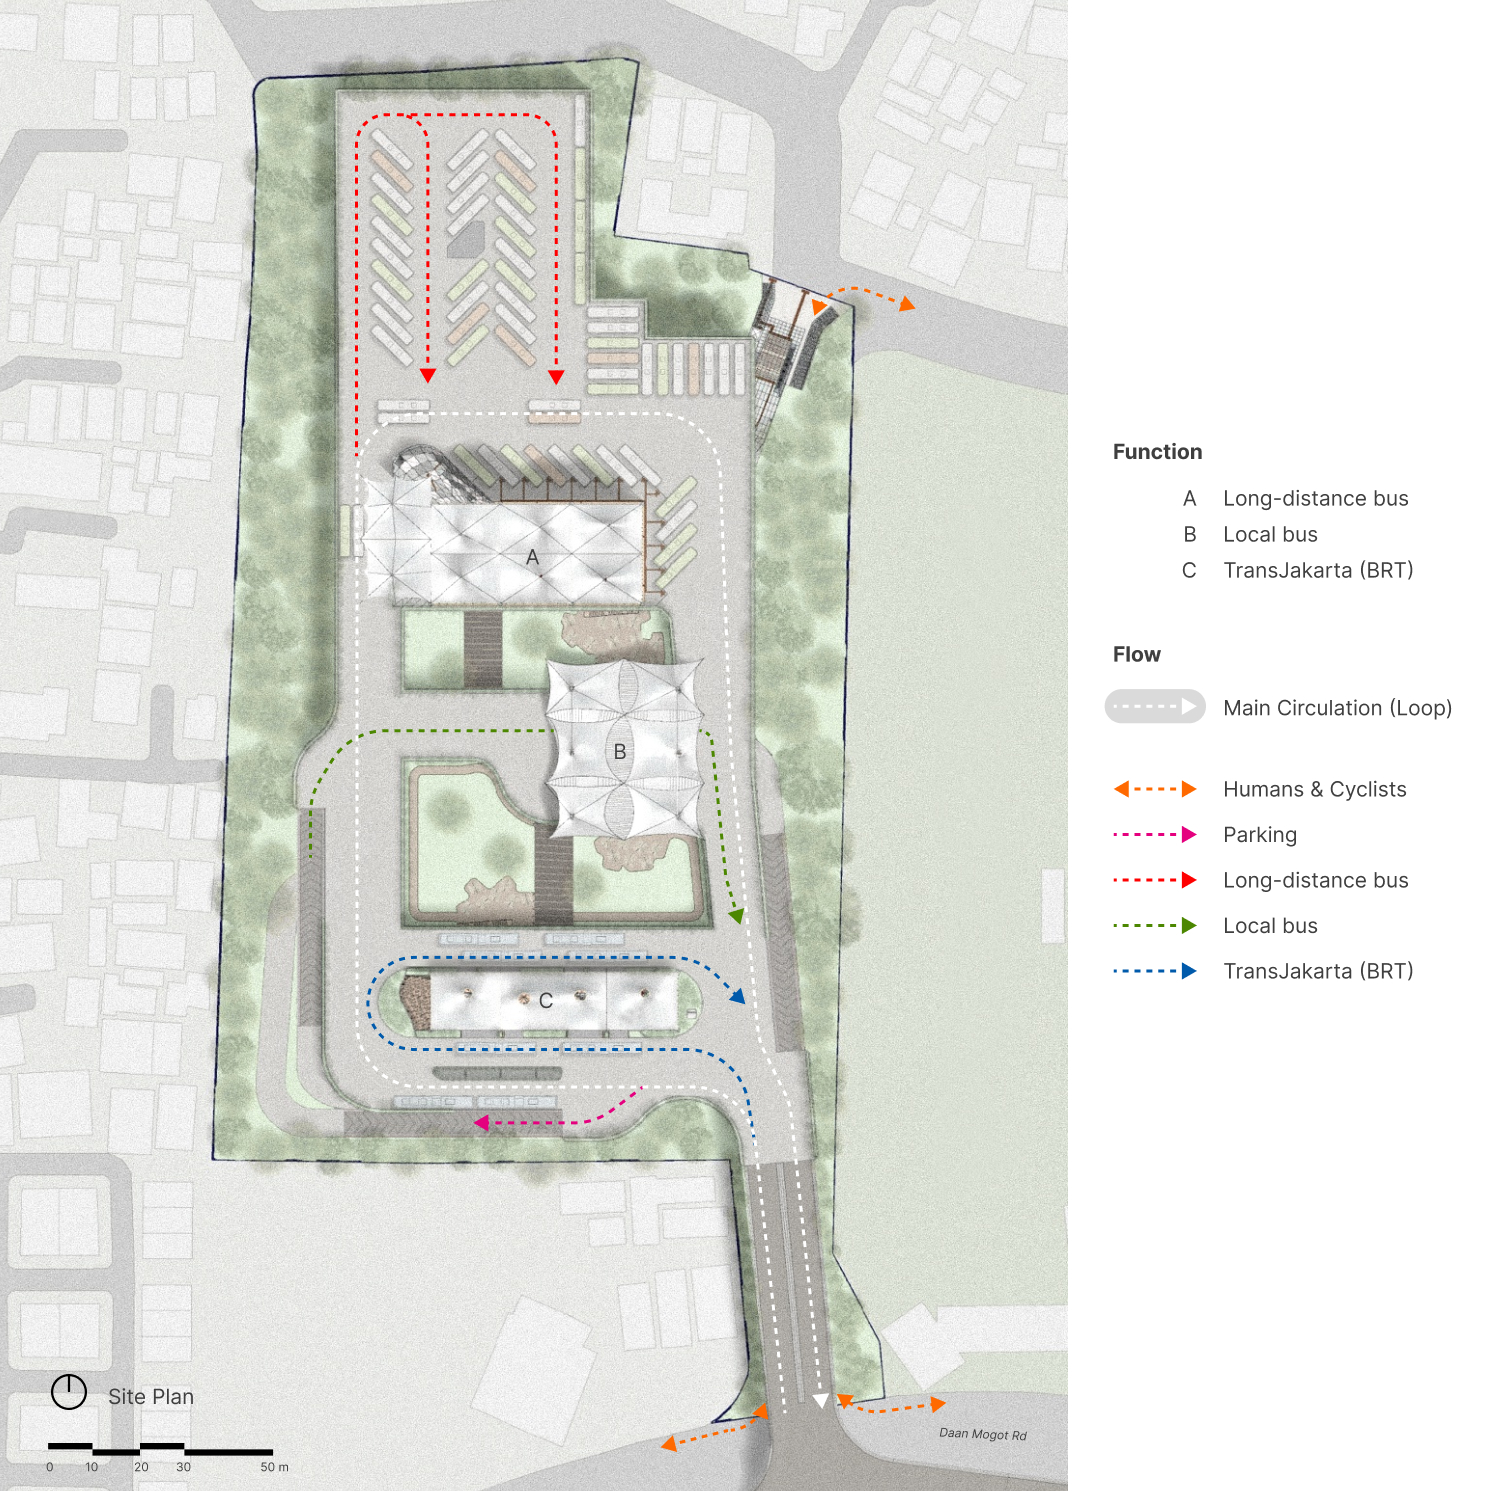 A
B
C
Daan Mogot Rd
Site Plan
0 10 20 30 50 m
Function
A Long-distance bus
B Local bus
C TransJakarta (BRT)
Flow
Main Circulation (Loop)
Humans & Cyclists
Parking
Long-distance bus
Local bus
TransJakarta (BRT)